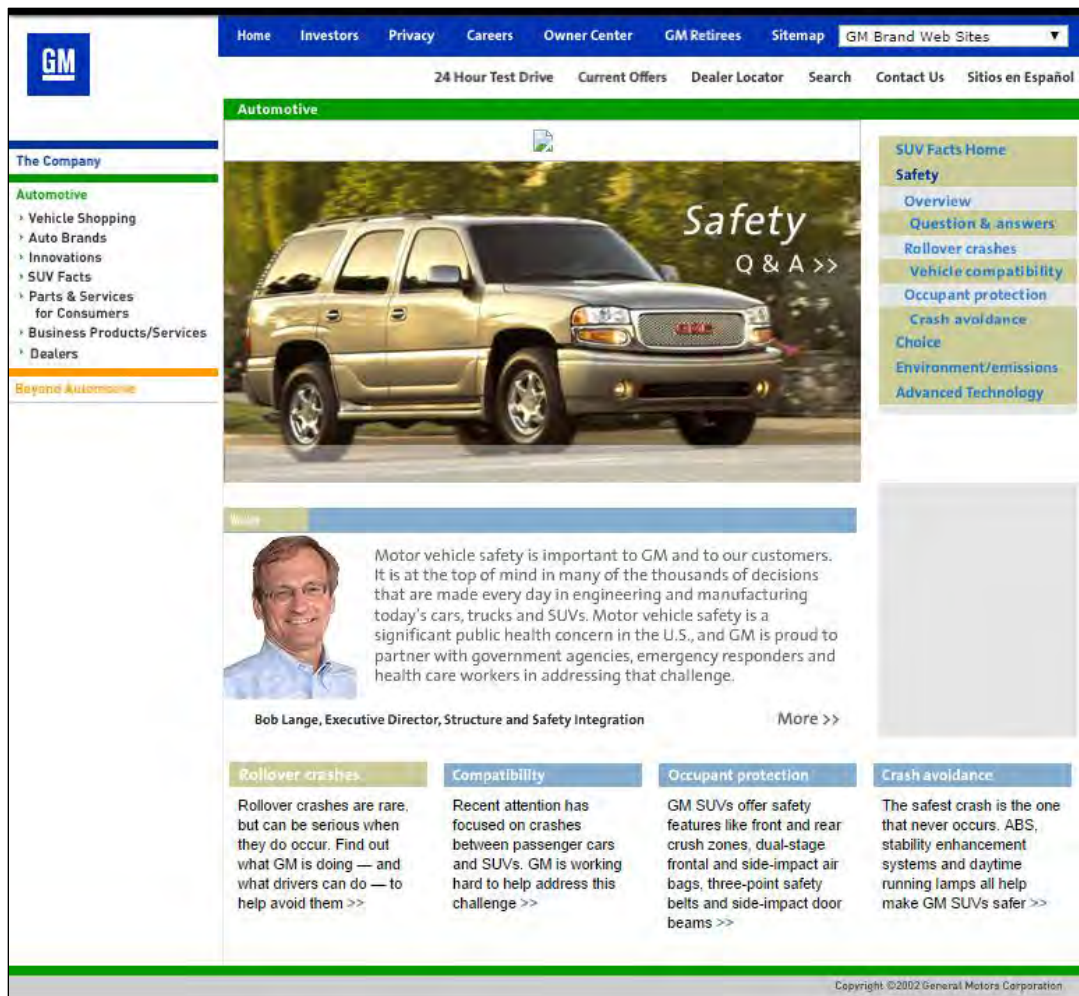 GM
Home Investors Privacy Careers Owner Center GM Retirees Sitemap GM Brand Web Sites
24 Hour Test Drive Current Offers Dealer Locator Search Contact Us Sitios en Español
Automotive
The Company
Automotive
Vehicle Shopping
Auto Brands
Innovations
SUV Facts
Parts & Services
for Consumers
Business Products/Services
Dealers
Beyond Automotive
Safety
Q & A >>
GMC
SUV Facts Home
Safety
Overview
Question & answers
Rollover crashes
Vehicle compatibility
Occupant protection
Crash avoidance
Choice
Environment/emissions
Advanced Technology
Motor vehicle safety is important to GM and to our customers.
It is at the top of mind in many of the thousands of decisions
that are made every day in engineering and manufacturing
today's cars, trucks and SUVs. Motor vehicle safety is a
significant public health concern in the U.S., and GM is proud to
partner with government agencies, emergency responders and
health care workers in addressing that challenge.
Bob Lange, Executive Director, Structure and Safety Integration
More >>
Rollover crashes
Rollover crashes are rare,
but can be serious when
they do occur. Find out
what GM is doing — and
what drivers can do — to
help avoid them >>
Compatibility
Recent attention has
focused on crashes
between passenger cars
and SUVs. GM is working
hard to help address this
challenge >>
Occupant protection
GM SUVs offer safety
features like front and rear
crush zones, dual-stage
frontal and side-impact air
bags, three-point safety
belts and side-impact door
beams >>
Crash avoidance
The safest crash is the one
that never occurs. ABS,
stability enhancement
systems and daytime
running lamps all help
make GM SUVs safer >>
Copyright ©2002 General Motors Corporation